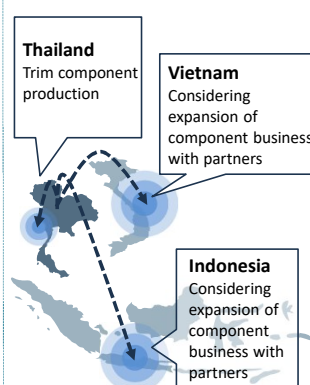 Thailand
Trim component
production
Vietnam
Considering
expansion of
component business
with partners
Indonesia
Considering
expansion of
component
business with
partners